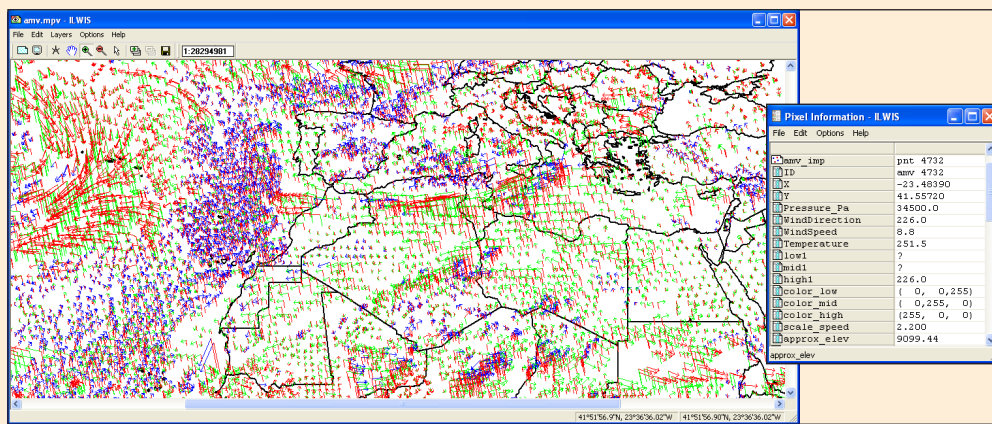 amv.mpv - ILWIS
File Edit Layers Options Help
1:28294981
41°51'56.9"N, 23°36'36.02"W 41°51'56.90"N, 23°36'36.02"W
Pixel Information - ILWIS
File Edit Options Help
amv_imp pnt 4732
ID amv 4732
X -23.48390
Y 41.55720
Pressure_Pa 34500.0
WindDirection 226.0
WindSpeed 8.8
Temperature 251.5
low1 ?
mid1 ?
high1 226.0
color_low ( 0, 0,255)
color_mid ( 0,255, 0)
color_high (255, 0, 0)
scale_speed 2.200
approx_elev 9099.44
approx_elev